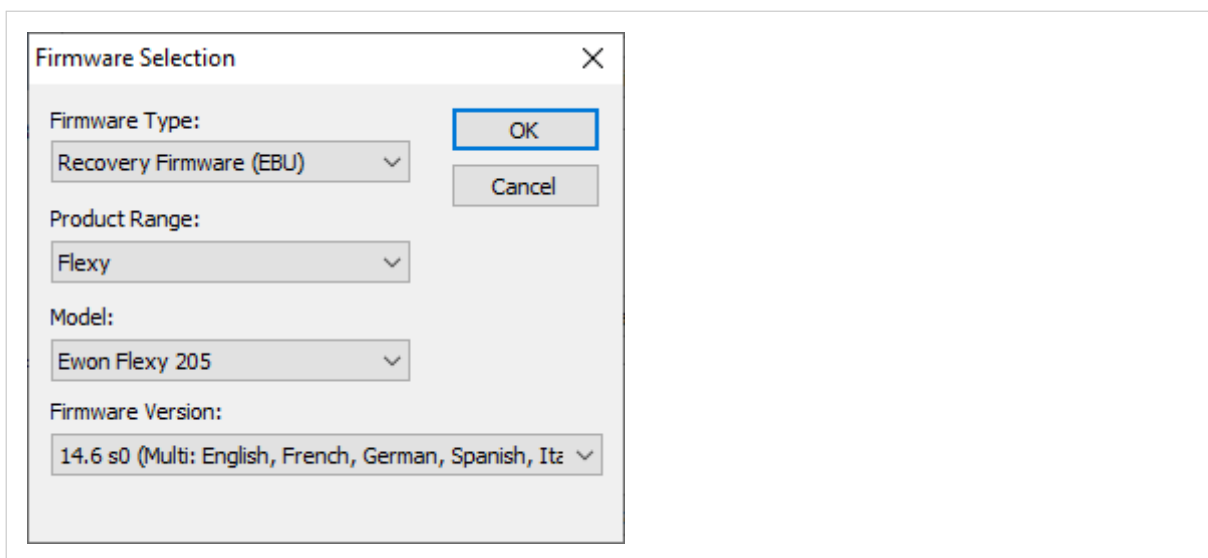 Firmware Selection
Firmware Type:
OK
Recovery Firmware (EBU)
Cancel
Product Range:
Flexy
Model:
Ewon Flexy 205
Firmware Version:
14.6 s0 (Multi: English, French, German, Spanish, Ita